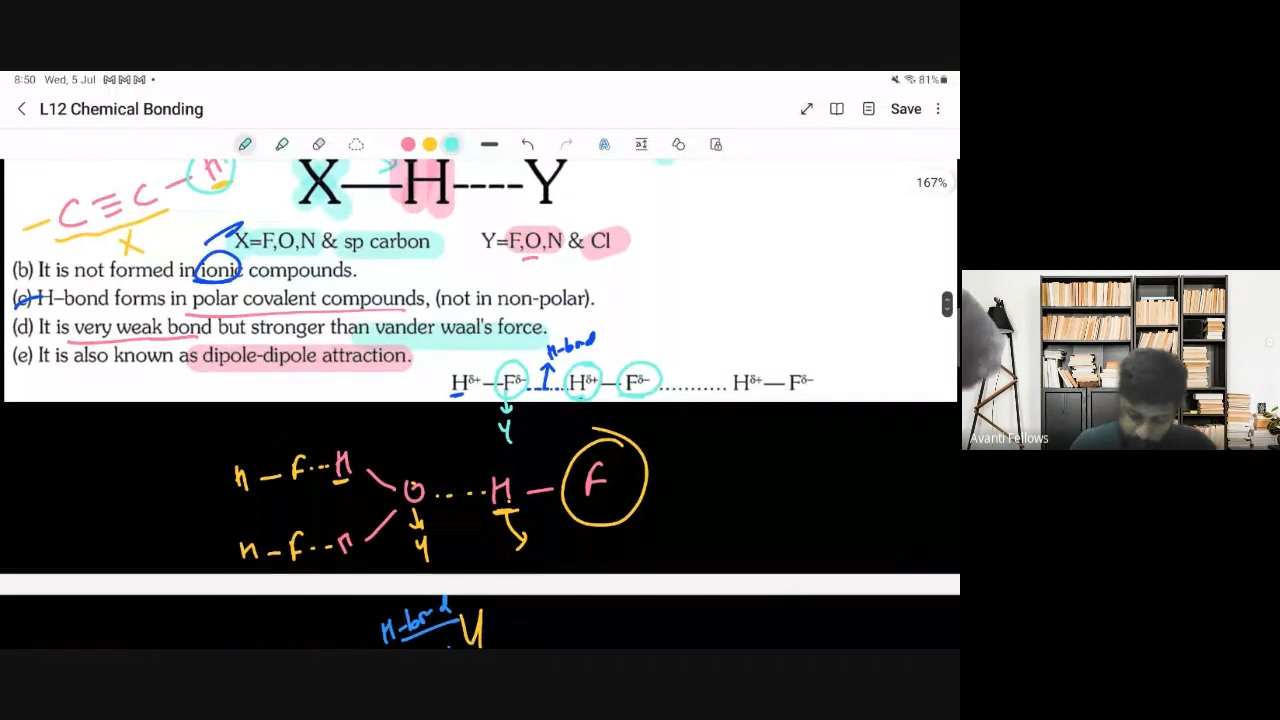 8:50 Wed, 5 Jul
81%
L12 Chemical Bonding
Save
167%
X—H----Y
–C≡C–H
X
X=F,O,N & sp carbon Y=F,O,N & Cl
(b) It is not formed in ionic compounds.
(c) H–bond forms in polar covalent compounds, (not in non-polar).
(d) It is very weak bond but stronger than vander waal's force.
(e) It is also known as dipole-dipole attraction.
H-bond
Hδ+—Fδ-.......Hδ+—Fδ–...........Hδ+—Fδ–
Y
H–F---H
O-----H–F
H–F---H
Y
H-bond Y
Avanti Fellows